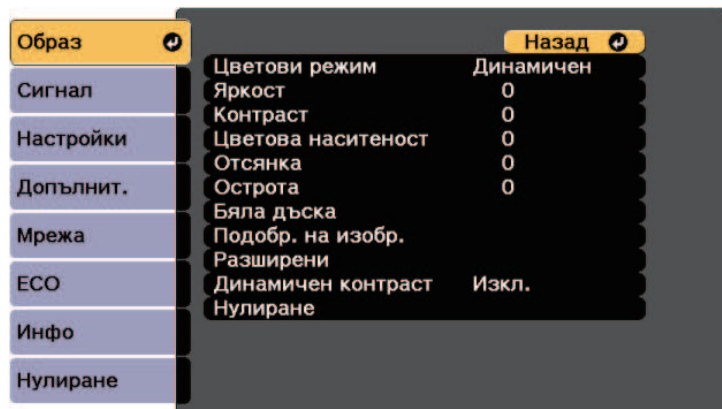 Образ
Сигнал
Настройки
Допълнит.
Мрежа
ECO
Инфо
Нулиране
Назад
Цветови режим Динамичен
Яркост 0
Контраст 0
Цветова наситеност 0
Отсянка 0
Острота 0
Бяла дъска
Подобр. на изобр.
Разширени
Динамичен контраст Изкл.
Нулиране